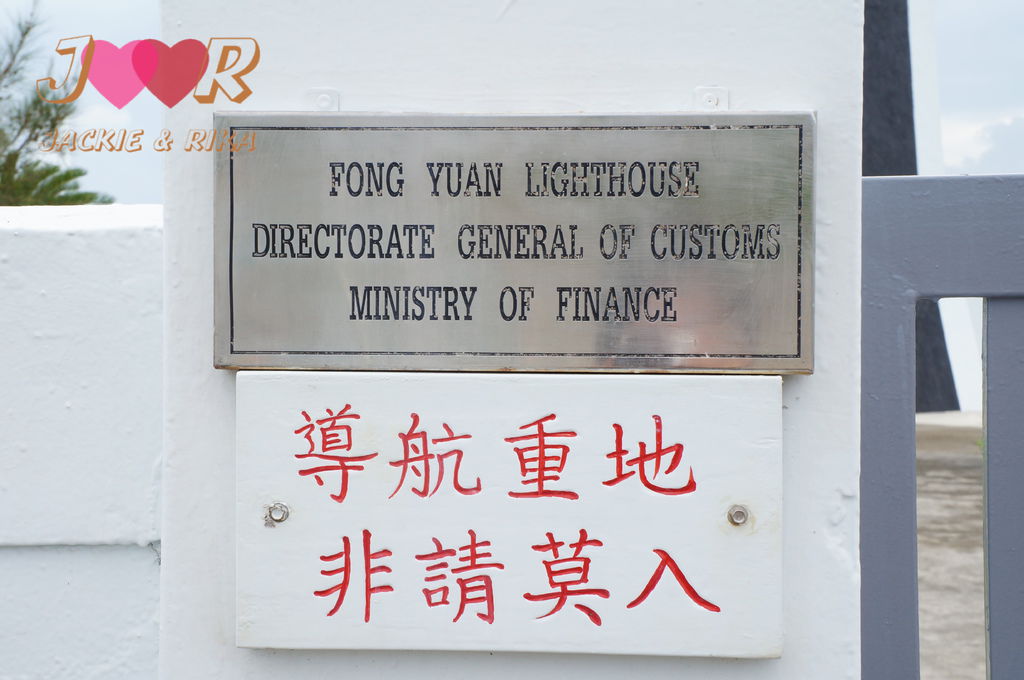 J R
JACKIE & RIKA
FONG YUAN LIGHTHOUSE
DIRECTORATE GENERAL OF CUSTOMS
MINISTRY OF FINANCE
導航重地
非請莫入